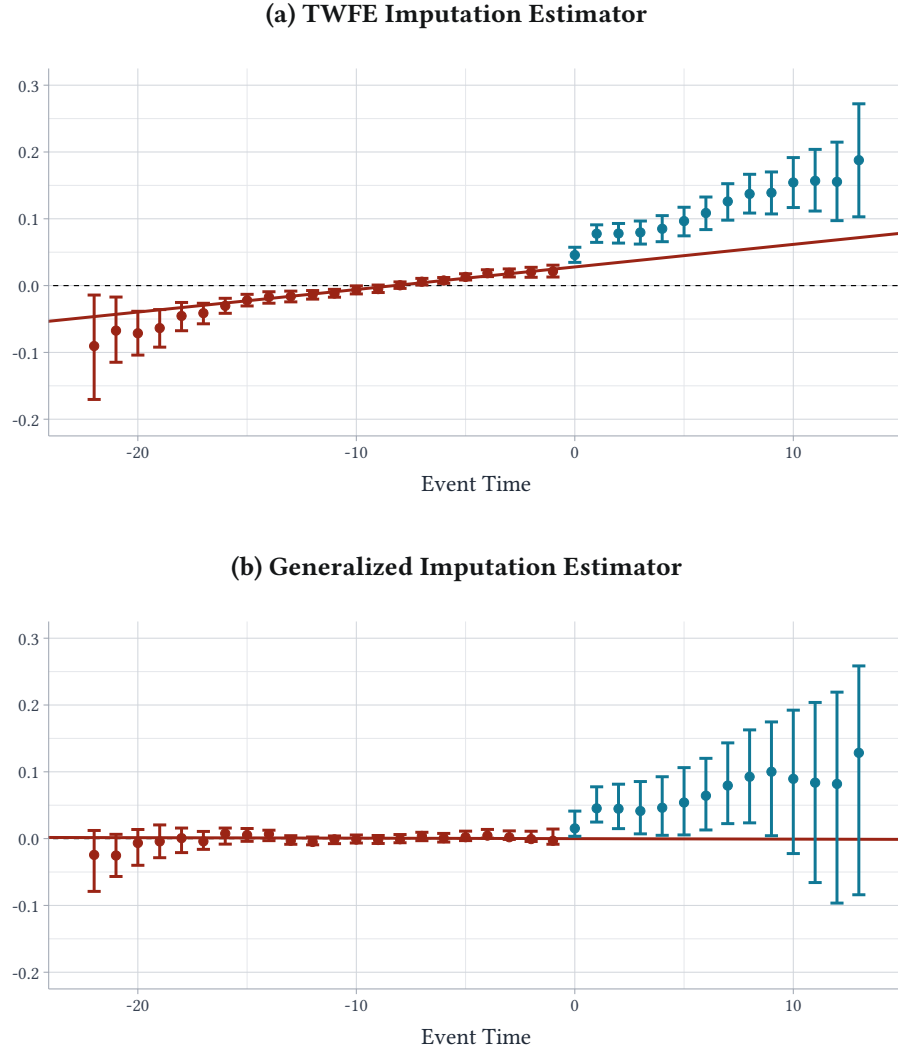 (a) TWFE Imputation Estimator
0.3
0.2
0.1
0.0
-0.1
-0.2
-20 -10 0 10
Event Time
(b) Generalized Imputation Estimator
0.3
0.2
0.1
0.0
-0.1
-0.2
-20 -10 0 10
Event Time